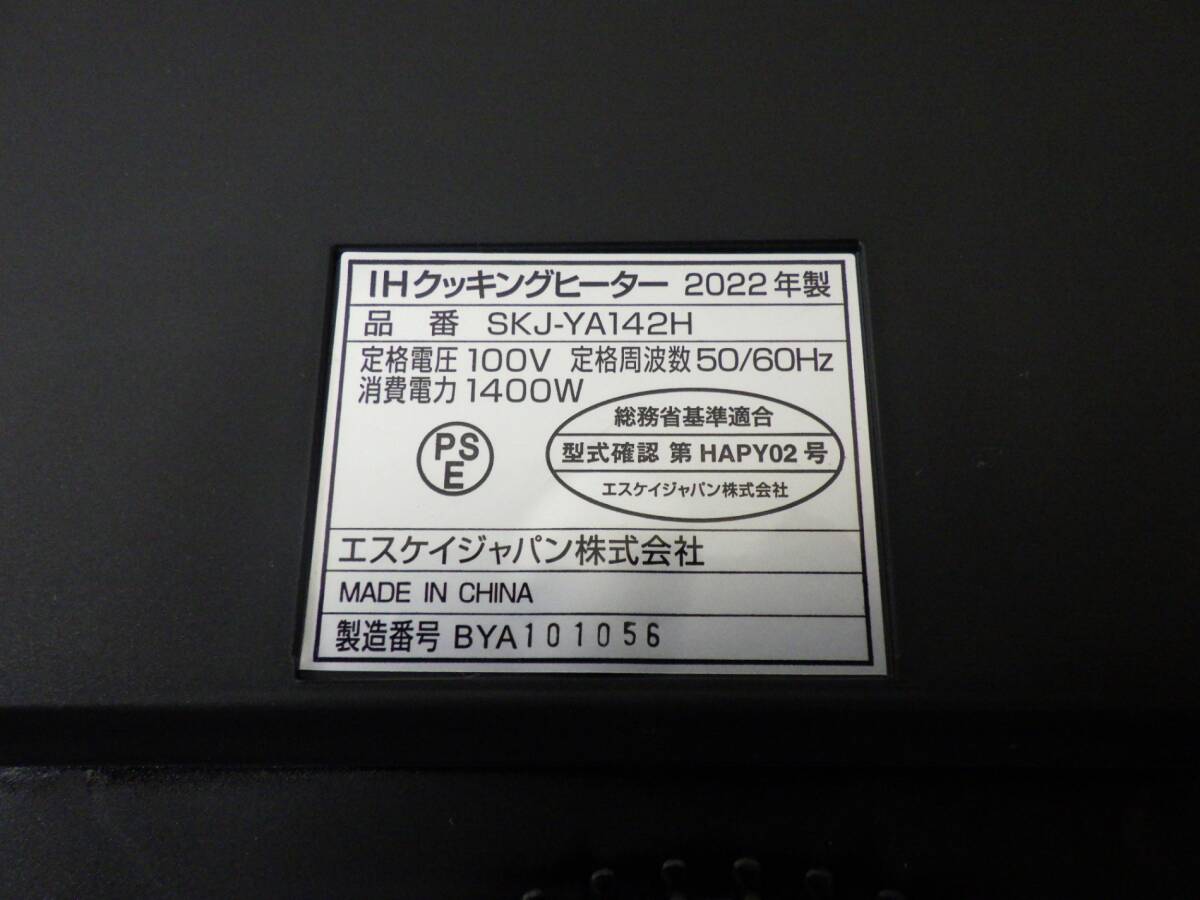 IHクッキングヒーター 2022年製
品番 SKJ-YA142H
定格電圧 100V 定格周波数 50/60Hz
消費電力 1400W
PS
E
総務省基準適合
型式確認 第 HAPY02 号
エスケイジャパン株式会社
エスケイジャパン株式会社
MADE IN CHINA
製造番号 BYA101056